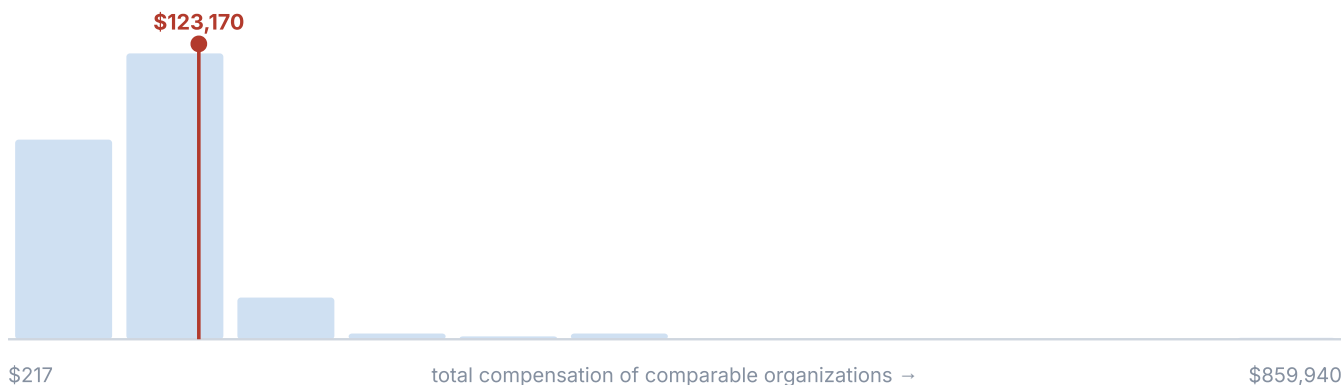 $123,170
$217 total compensation of comparable organizations → $859,940